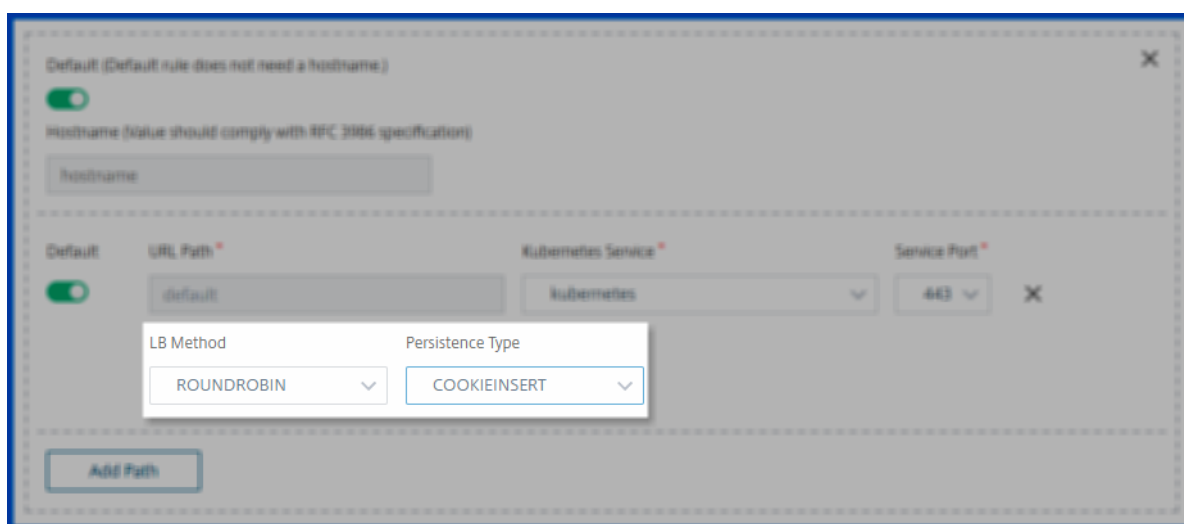 Default (Default rule does not need a hostname.)
Hostname (Value should comply with RFC 3986 specification)
hostname
Default URL Path * Kubernetes Service * Service Port *
default kubernetes 443
LB Method Persistence Type
ROUNDROBIN COOKIEINSERT
Add Path